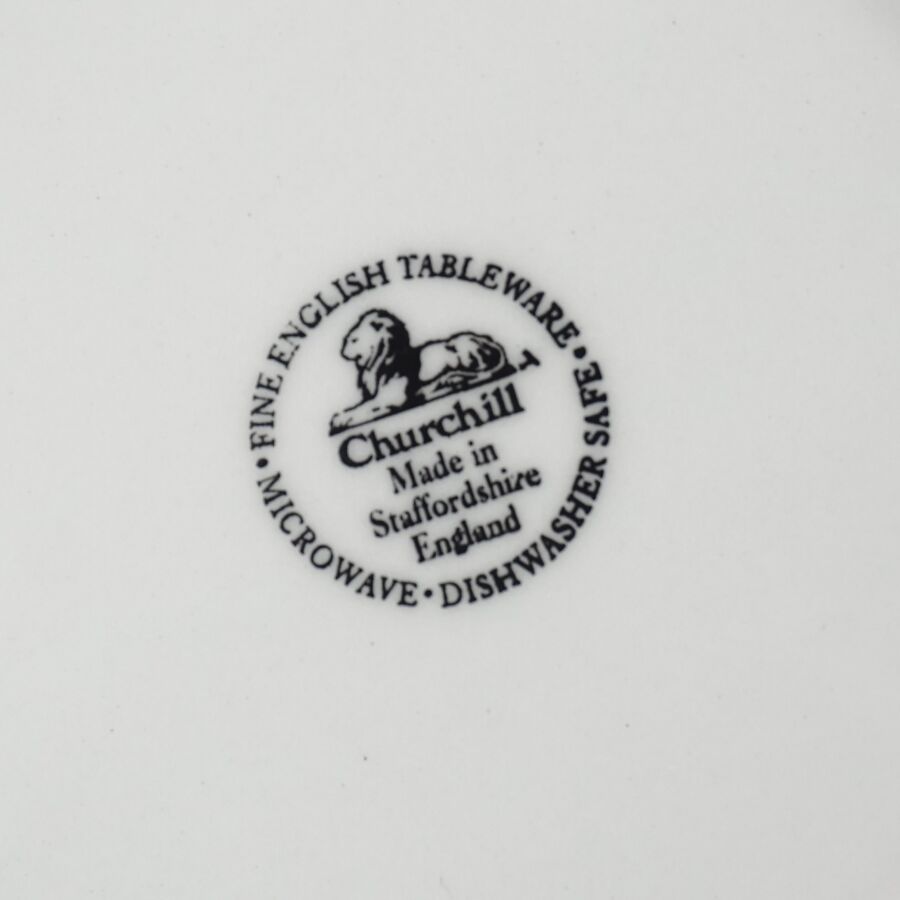 • FINE ENGLISH TABLEWARE •
Churchill
Made in
Staffordshire
England
MICROWAVE • DISHWASHER SAFE